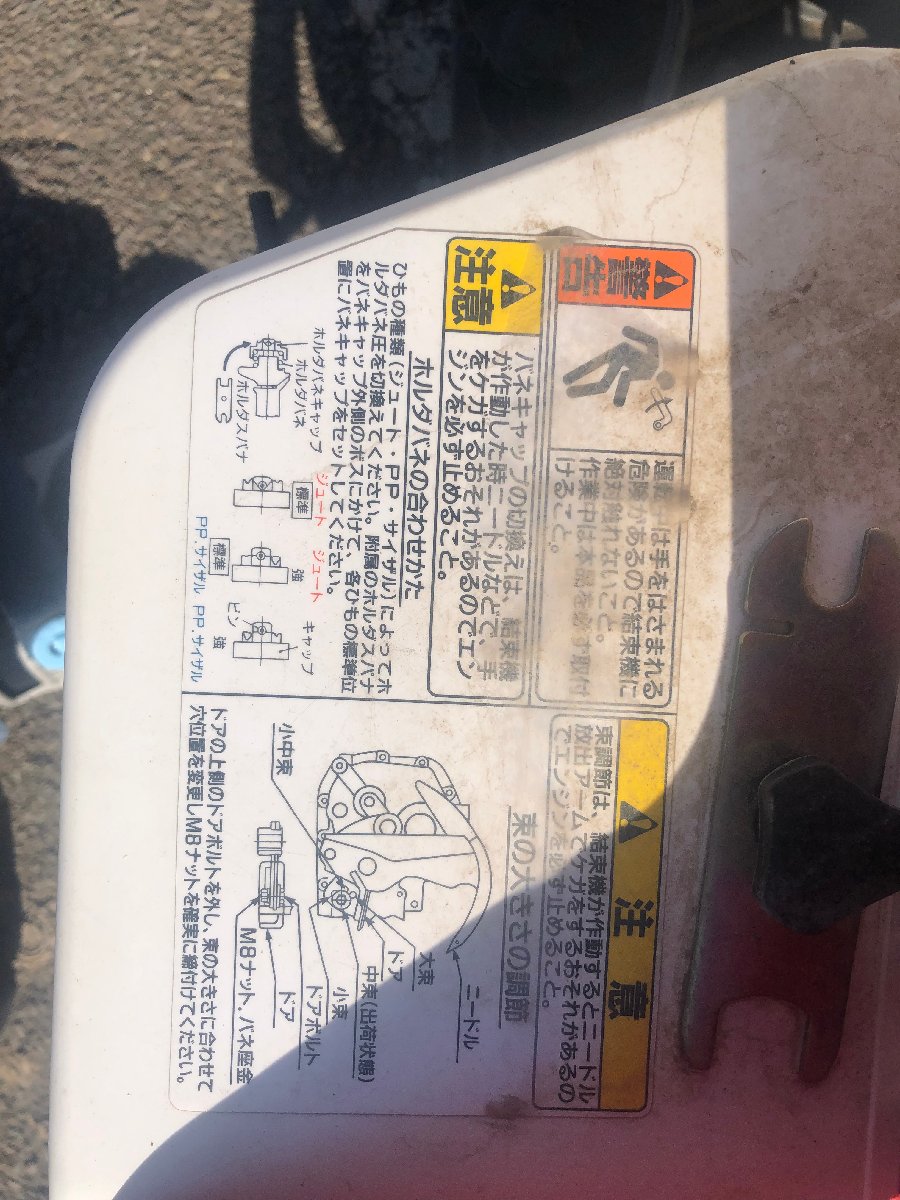 警告
運転中は手をはさまれる
危険があるので結束機に
絶対触れないこと。
作業中は本機を必ず取付
けること。
注意
バネキャップの切換えは、結束機
が作動した時ニードルなどで、手
をケガするおそれがあるのでエン
ジンを必ず止めること。
ホルダバネの合わせかた
ひもの種類(ジュート・PP・サイザル)によってホ
ルダバネ圧を切換えてください。附属のホルダスパナ
をバネキャップ外側のボスにかけて、各ひもの標準位
置にバネキャップをセットしてください。
ホルダバネキャップ
ホルダバネ
ホルダスパナ
標準
ジュート
ジュート
強
標準
PP.サイザル
キャップ
ピン
強
PP.サイザル
注意
束調節は、結束機が作動するとニードル
放出アームでケガをするおそれがあるの
でエンジンを必ず止めること。
束の大きさの調節
ニードル
大束
ドア
中束(出荷状態)
小束
ドアボルト
ドア
M8ナット.バネ座金
小中束
ドアの上側のドアボルトを外し、束の大きさに合わせて
穴位置を変更しM8ナットを確実に締付けてください。